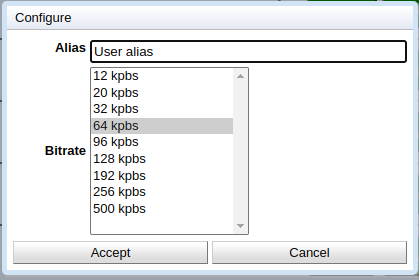 Configure
Alias
User alias
Bitrate
12 kpbs
20 kpbs
32 kpbs
64 kpbs
96 kpbs
128 kpbs
192 kpbs
256 kpbs
500 kpbs
Accept
Cancel